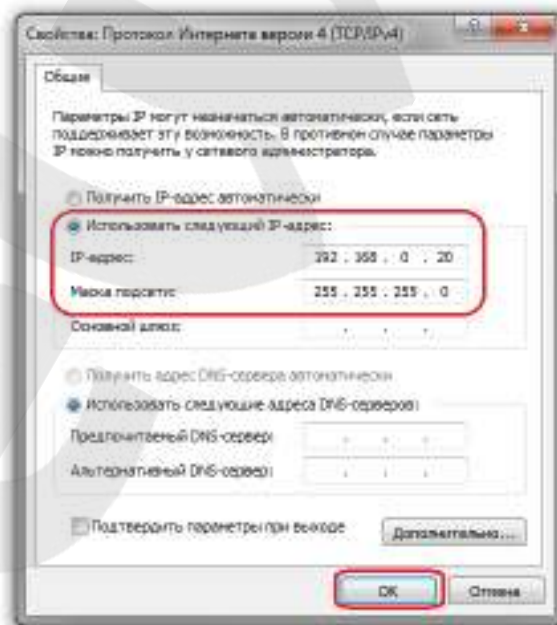 Свойства: Протокол Интернета версии 4 (TCP/IPv4)
Общие
Параметры IP могут назначаться автоматически, если сеть
поддерживает эту возможность. В противном случае параметры
IP можно получить у сетевого администратора.
Получить IP-адрес автоматически
Использовать следующий IP-адрес:
IP-адрес: 192 . 168 . 0 . 20
Маска подсети: 255 . 255 . 255 . 0
Основной шлюз: . . .
Получить адрес DNS-сервера автоматически
Использовать следующие адреса DNS-серверов:
Предпочитаемый DNS-сервер: . . .
Альтернативный DNS-сервер: . . .
Подтвердить параметры при выходе
Дополнительно...
ОК Отмена